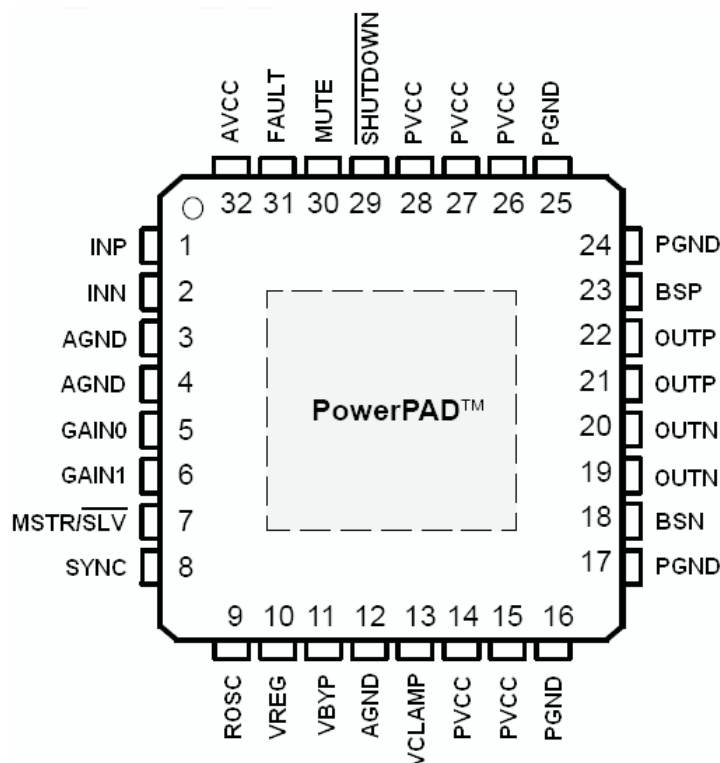 AVCC FAULT MUTE SHUTDOWN PVCC PVCC PVCC PGND
32 31 30 29 28 27 26 25
INP 1
INN 2
AGND 3
AGND 4
GAIN0 5
GAIN1 6
MSTR/SLV 7
SYNC 8
PowerPAD™
24 PGND
23 BSP
22 OUTP
21 OUTP
20 OUTN
19 OUTN
18 BSN
17 PGND
9 10 11 12 13 14 15 16
ROSC VREG VBYP AGND VCLAMP PVCC PVCC PGND